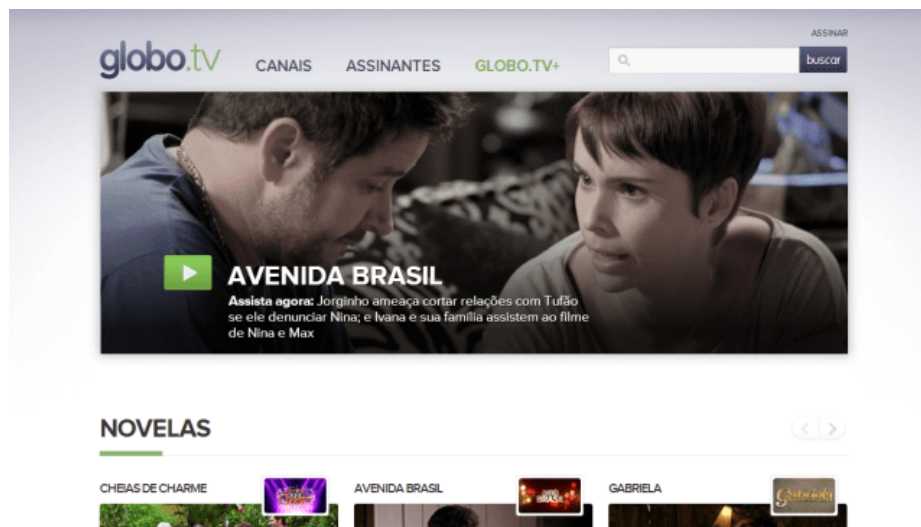 ASSINAR
globo.tv CANAIS ASSINANTES GLOBO.TV+ buscar
AVENIDA BRASIL
Assista agora: Jorginho ameaça cortar relações com Tufão
se ele denunciar Nina; e Ivana e sua família assistem ao filme
de Nina e Max
NOVELAS
CHEIAS DE CHARME AVENIDA BRASIL GABRIELA
BRASIL Gabriela